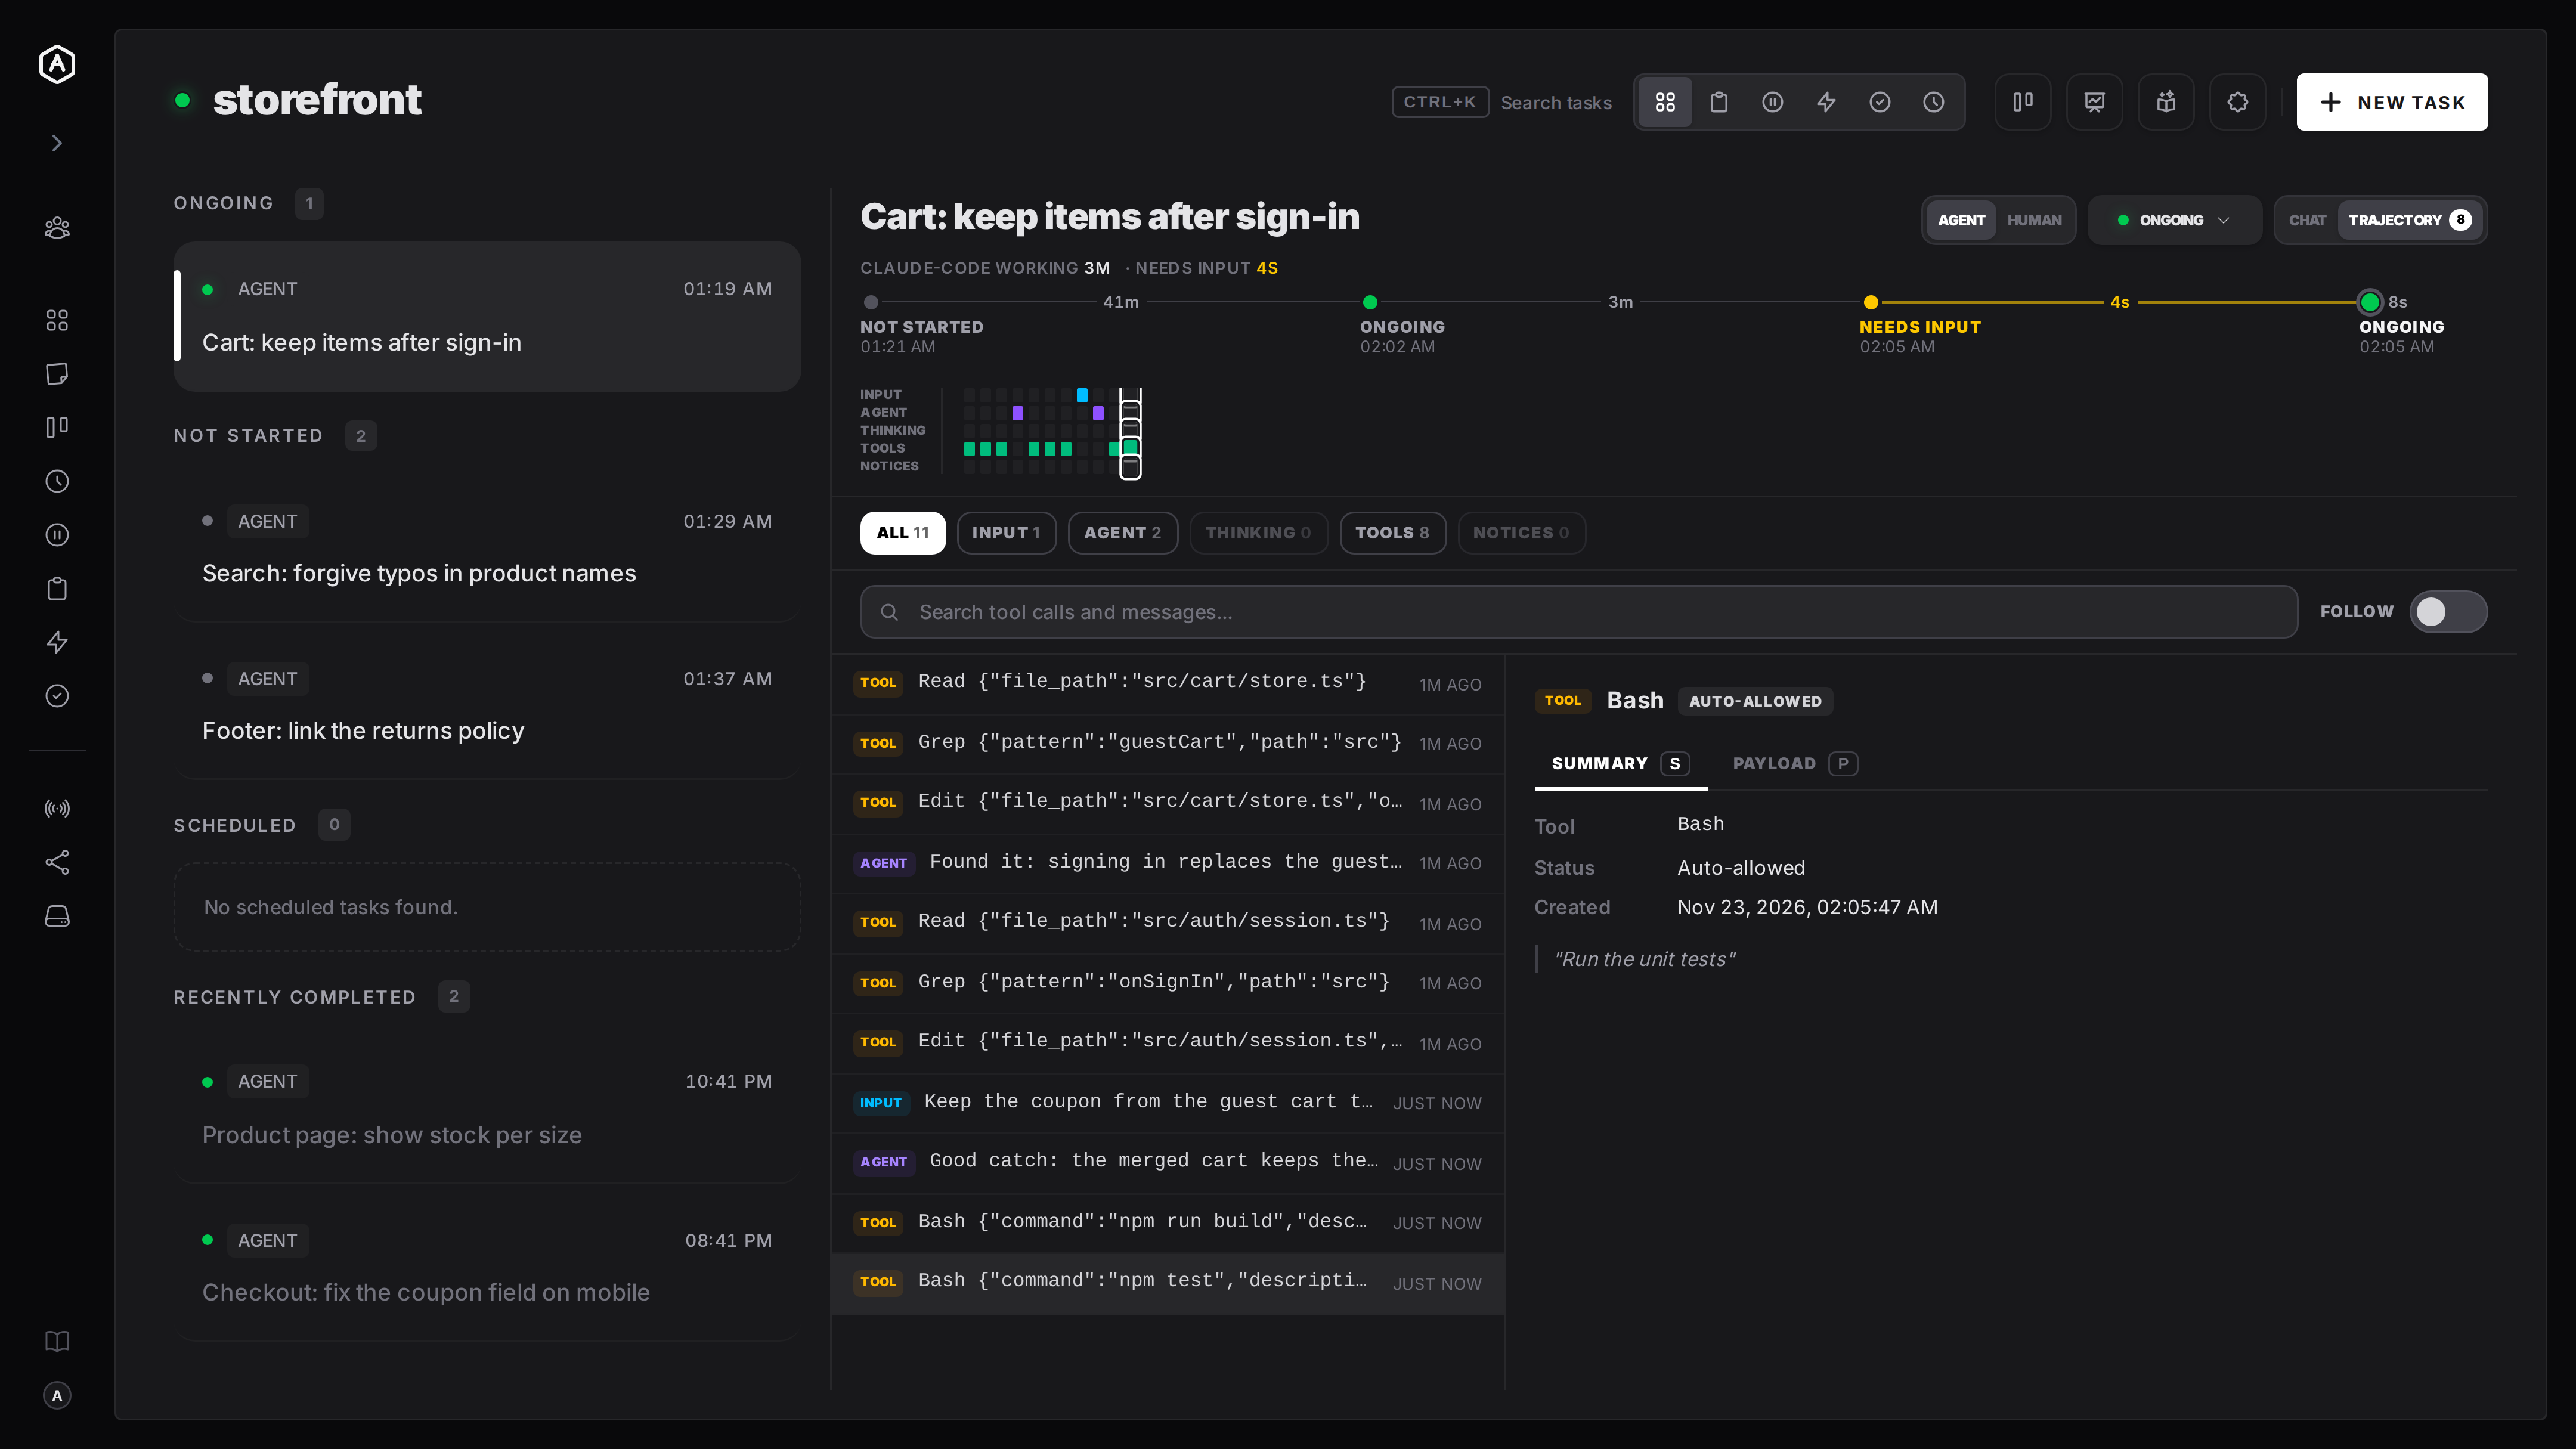 storefront
CTRL+K Search tasks
NEW TASK
ONGOING 1
AGENT 01:19 AM
Cart: keep items after sign-in
NOT STARTED 2
AGENT 01:29 AM
Search: forgive typos in product names
AGENT 01:37 AM
Footer: link the returns policy
SCHEDULED 0
No scheduled tasks found.
RECENTLY COMPLETED 2
AGENT 10:41 PM
Product page: show stock per size
AGENT 08:41 PM
Checkout: fix the coupon field on mobile
A
Cart: keep items after sign-in
AGENT HUMAN ONGOING CHAT TRAJECTORY 8
CLAUDE-CODE WORKING 3M · NEEDS INPUT 4S
41m 3m 4s 8s
NOT STARTED ONGOING NEEDS INPUT ONGOING
01:21 AM 02:02 AM 02:05 AM 02:05 AM
INPUT
AGENT
THINKING
TOOLS
NOTICES
ALL 11 INPUT 1 AGENT 2 THINKING 0 TOOLS 8 NOTICES 0
Search tool calls and messages...
FOLLOW
TOOL Read {"file_path":"src/cart/store.ts"} 1M AGO
TOOL Grep {"pattern":"guestCart","path":"src"} 1M AGO
TOOL Edit {"file_path":"src/cart/store.ts","o… 1M AGO
AGENT Found it: signing in replaces the guest… 1M AGO
TOOL Read {"file_path":"src/auth/session.ts"} 1M AGO
TOOL Grep {"pattern":"onSignIn","path":"src"} 1M AGO
TOOL Edit {"file_path":"src/auth/session.ts",… 1M AGO
INPUT Keep the coupon from the guest cart t… JUST NOW
AGENT Good catch: the merged cart keeps the… JUST NOW
TOOL Bash {"command":"npm run build","desc… JUST NOW
TOOL Bash {"command":"npm test","descripti… JUST NOW
TOOL Bash AUTO-ALLOWED
SUMMARY S PAYLOAD P
Tool Bash
Status Auto-allowed
Created Nov 23, 2026, 02:05:47 AM
"Run the unit tests"